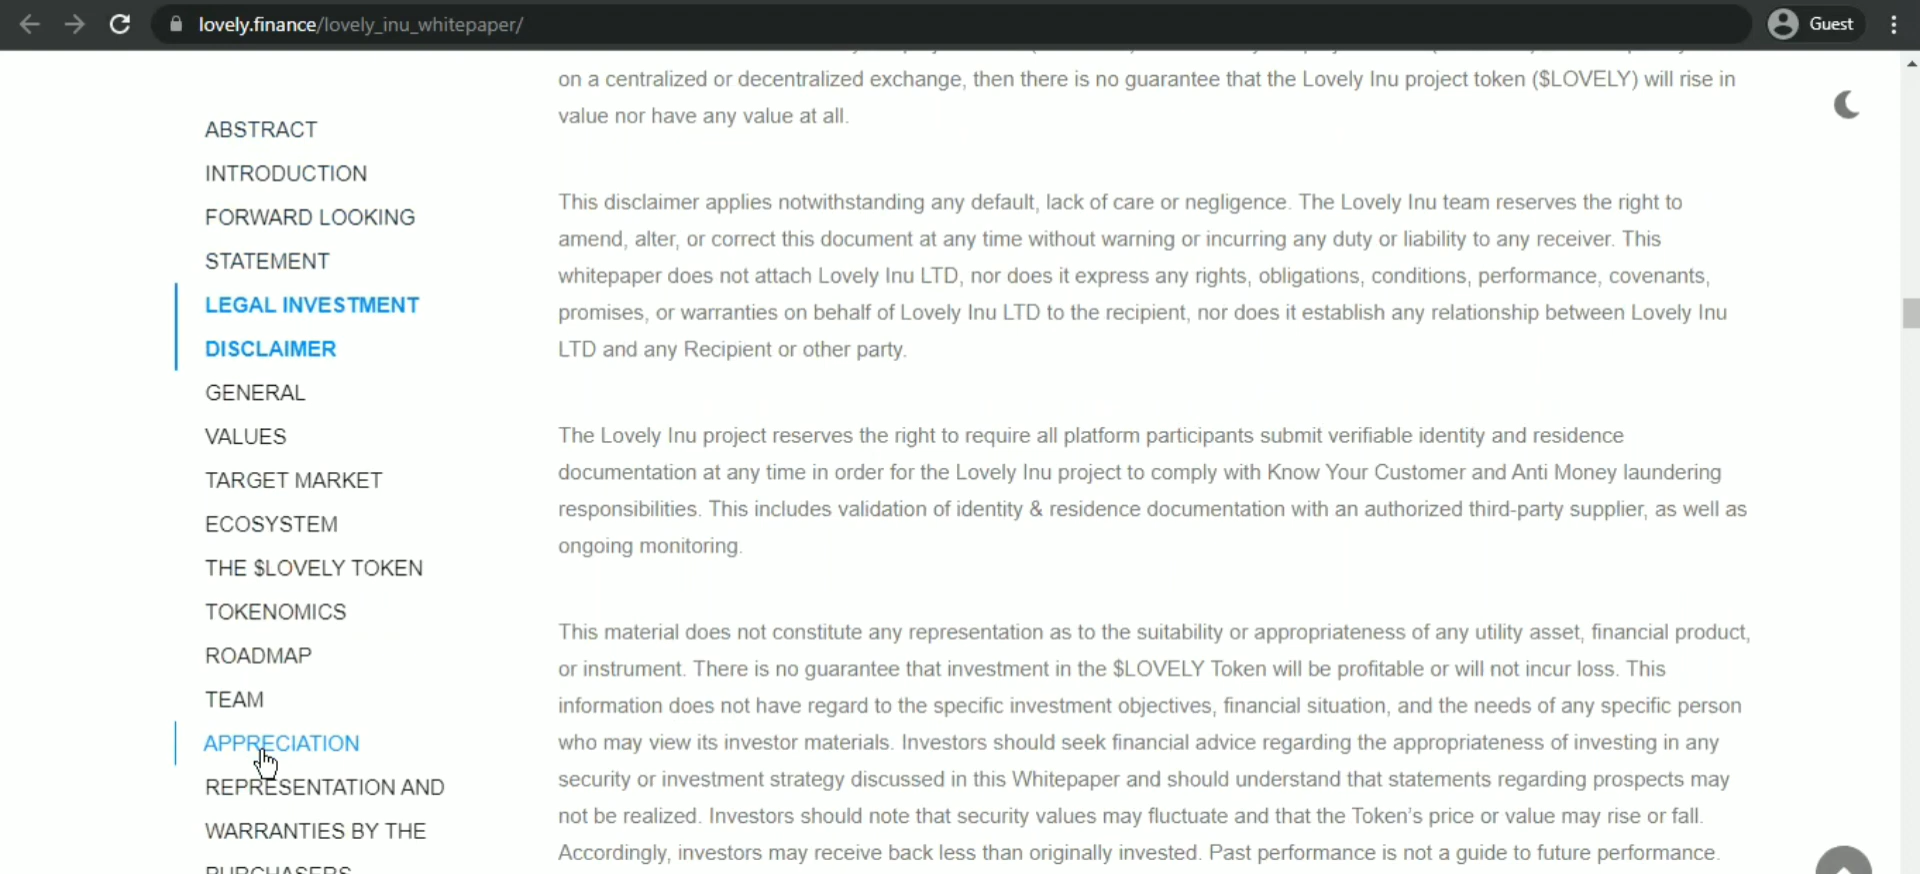 lovely.finance/lovely_inu_whitepaper/
Guest
ABSTRACT
INTRODUCTION
FORWARD LOOKING
STATEMENT
LEGAL INVESTMENT
DISCLAIMER
GENERAL
VALUES
TARGET MARKET
ECOSYSTEM
THE $LOVELY TOKEN
TOKENOMICS
ROADMAP
TEAM
APPRECIATION
REPRESENTATION AND
WARRANTIES BY THE
PURCHASERS
on a centralized or decentralized exchange, then there is no guarantee that the Lovely Inu project token ($LOVELY) will rise in
value nor have any value at all.
This disclaimer applies notwithstanding any default, lack of care or negligence. The Lovely Inu team reserves the right to
amend, alter, or correct this document at any time without warning or incurring any duty or liability to any receiver. This
whitepaper does not attach Lovely Inu LTD, nor does it express any rights, obligations, conditions, performance, covenants,
promises, or warranties on behalf of Lovely Inu LTD to the recipient, nor does it establish any relationship between Lovely Inu
LTD and any Recipient or other party.
The Lovely Inu project reserves the right to require all platform participants submit verifiable identity and residence
documentation at any time in order for the Lovely Inu project to comply with Know Your Customer and Anti Money laundering
responsibilities. This includes validation of identity & residence documentation with an authorized third-party supplier, as well as
ongoing monitoring.
This material does not constitute any representation as to the suitability or appropriateness of any utility asset, financial product,
or instrument. There is no guarantee that investment in the $LOVELY Token will be profitable or will not incur loss. This
information does not have regard to the specific investment objectives, financial situation, and the needs of any specific person
who may view its investor materials. Investors should seek financial advice regarding the appropriateness of investing in any
security or investment strategy discussed in this Whitepaper and should understand that statements regarding prospects may
not be realized. Investors should note that security values may fluctuate and that the Token's price or value may rise or fall.
Accordingly, investors may receive back less than originally invested. Past performance is not a guide to future performance.